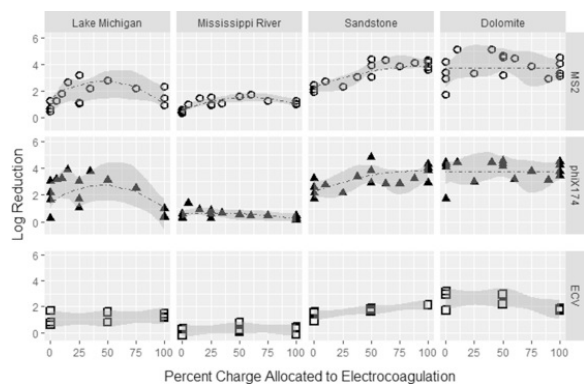 Lake Michigan Mississippi River Sandstone Dolomite
6
4
2
0
MS2
6
4
2
0
phiX174
6
4
2
0
ECV
Log Reduction
0 25 50 75 100 0 25 50 75 100 0 25 50 75 100 0 25 50 75 100
Percent Charge Allocated to Electrocoagulation